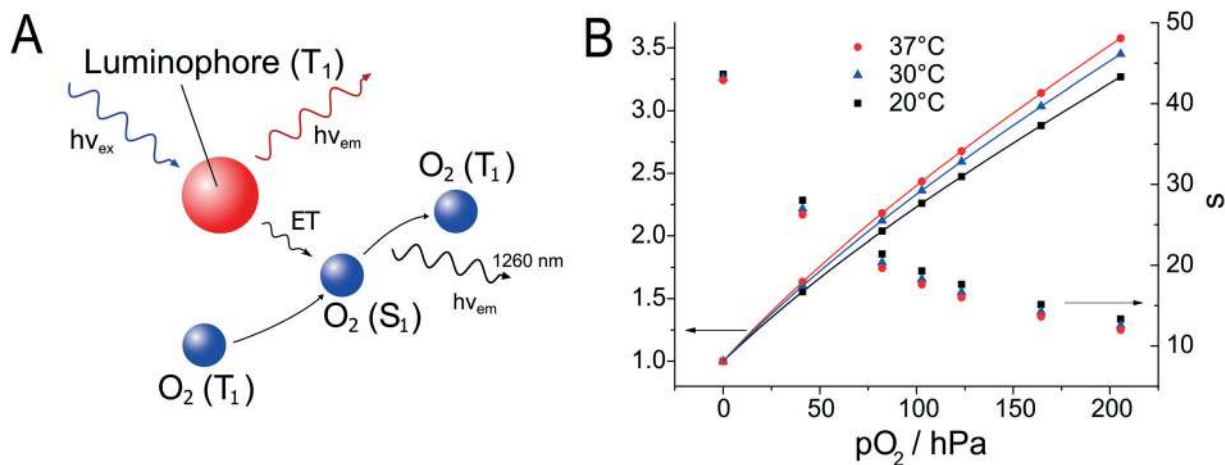 A
Luminophore (T₁)
hνex
hνem
O₂ (T₁)
ET
1260 nm
hνem
O₂ (S₁)
O₂ (T₁)
B
3.5
3.0
2.5
2.0
1.5
1.0
37°C
30°C
20°C
50
40
30
20
10
s
0
50
100
150
200
pO₂ / hPa